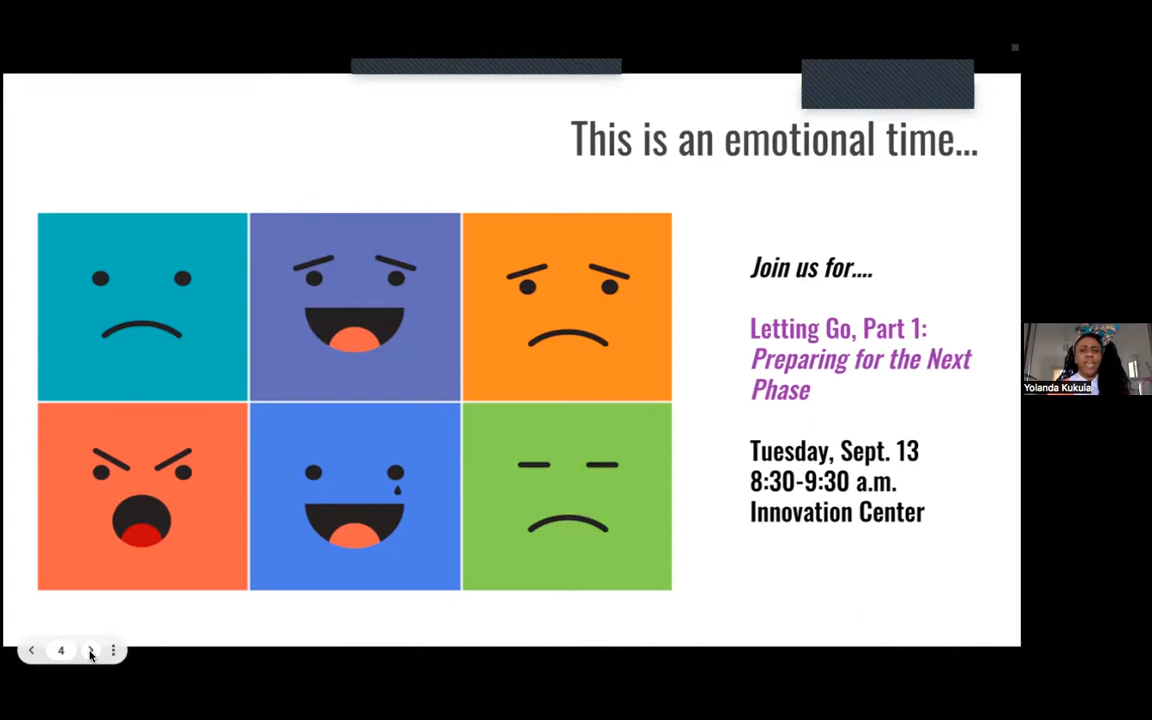 This is an emotional time...
Join us for....
Letting Go, Part 1:
Preparing for the Next
Phase
Tuesday, Sept. 13
8:30-9:30 a.m.
Innovation Center
Yolanda Kukuia
4